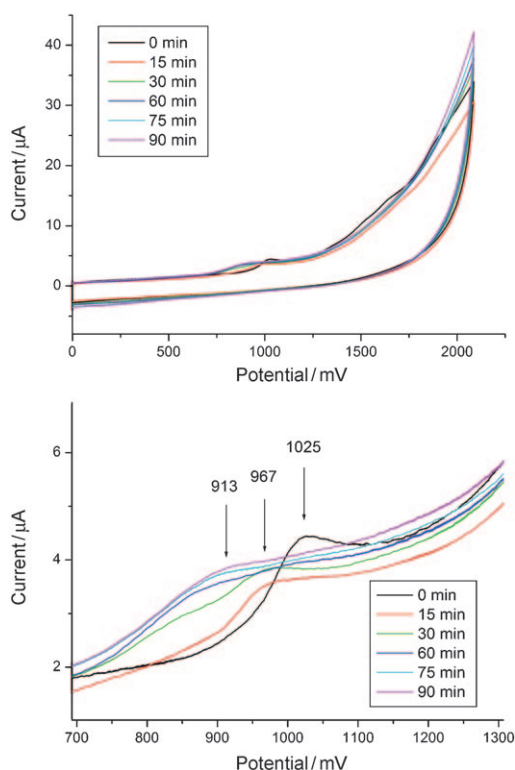 40
30
20
10
0
Current / µA
0 min
15 min
30 min
60 min
75 min
90 min
0 500 1000 1500 2000
Potential / mV
6
4
2
Current / µA
913 967 1025
0 min
15 min
30 min
60 min
75 min
90 min
700 800 900 1000 1100 1200 1300
Potential / mV